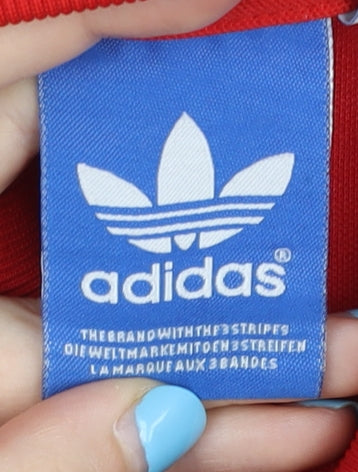 adidas®
THE BRAND WITH THE 3 STRIPES
DIE WELTMARKE MIT DEN 3 STREIFEN
LA MARQUE AUX 3 BANDES